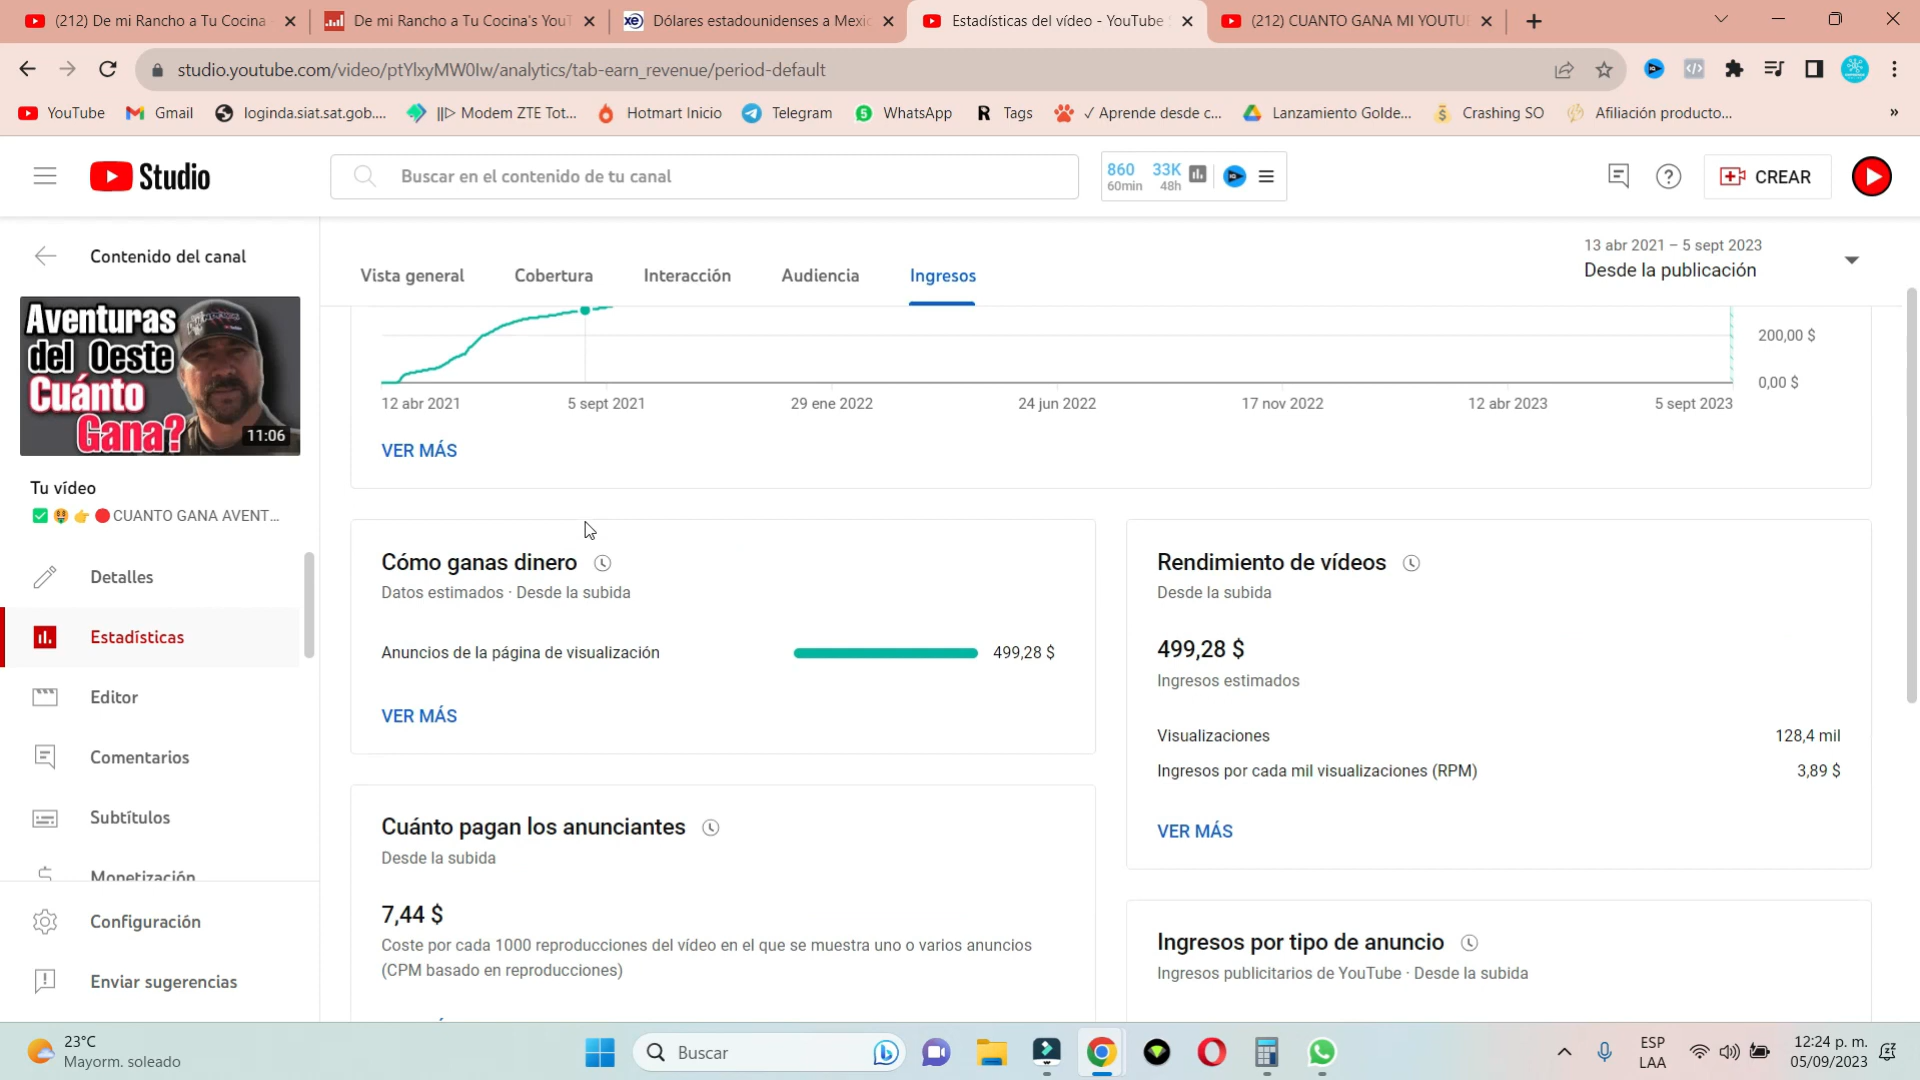 (212) De mi Rancho a Tu Cocina -
De mi Rancho a Tu Cocina's YouT
Dólares estadounidenses a Mexic
Estadísticas del vídeo - YouTube S
(212) CUANTO GANA MI YOUTU
studio.youtube.com/video/ptYlxyMW0Iw/analytics/tab-earn_revenue/period-default
YouTube
Gmail
loginda.siat.sat.gob....
||▷ Modem ZTE Tot...
Hotmart Inicio
Telegram
WhatsApp
Tags
✓ Aprende desde c...
Lanzamiento Golde...
Crashing SO
Afiliación producto...
»
Studio
Buscar en el contenido de tu canal
860
60min
33K
48h
CREAR
Contenido del canal
Vista general
Cobertura
Interacción
Audiencia
Ingresos
13 abr 2021 – 5 sept 2023
Desde la publicación
Aventuras
del Oeste
Cuánto
Gana?
11:06
Tu vídeo
CUANTO GANA AVENT...
Detalles
Estadísticas
Editor
Comentarios
Subtítulos
Monetización
Configuración
Enviar sugerencias
200,00 $
0,00 $
12 abr 2021
5 sept 2021
29 ene 2022
24 jun 2022
17 nov 2022
12 abr 2023
5 sept 2023
VER MÁS
Cómo ganas dinero
Datos estimados · Desde la subida
Anuncios de la página de visualización
499,28 $
VER MÁS
Rendimiento de vídeos
Desde la subida
499,28 $
Ingresos estimados
Visualizaciones
128,4 mil
Ingresos por cada mil visualizaciones (RPM)
3,89 $
VER MÁS
Cuánto pagan los anunciantes
Desde la subida
7,44 $
Coste por cada 1000 reproducciones del vídeo en el que se muestra uno o varios anuncios
(CPM basado en reproducciones)
Ingresos por tipo de anuncio
Ingresos publicitarios de YouTube · Desde la subida
23°C
Mayorm. soleado
Buscar
ESP
LAA
12:24 p. m.
05/09/2023